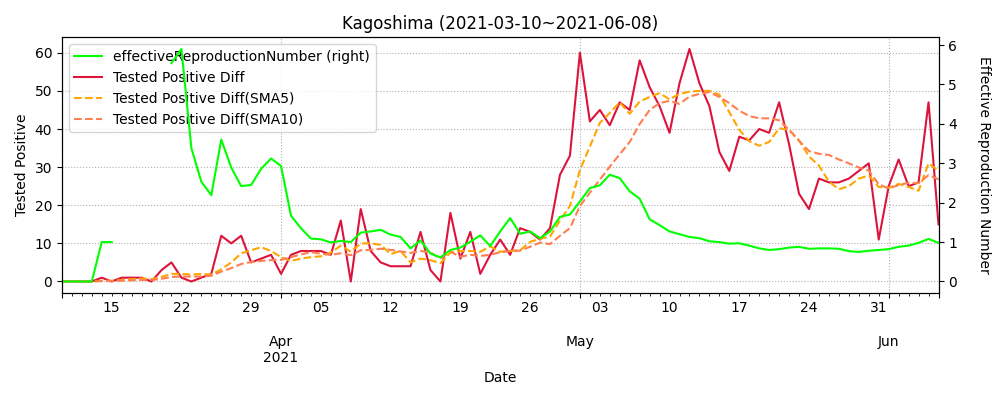 Kagoshima (2021-03-10~2021-06-08)
effectiveReproductionNumber (right)
Tested Positive Diff
Tested Positive Diff(SMA5)
Tested Positive Diff(SMA10)
Tested Positive
60
50
40
30
20
10
0
6
5
4
3
2
1
0
Effective Reproduction Number
15 22 29 05 12 19 26 03 10 17 24 31
Apr May Jun
2021
Date